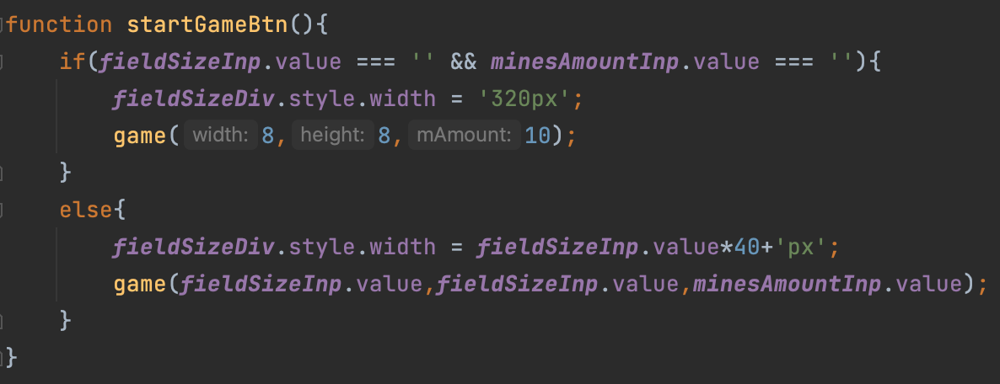 function startGameBtn(){
if(fieldSizeInp.value === '' && minesAmountInp.value === ''){
fieldSizeDiv.style.width = '320px';
game( width: 8, height: 8, mAmount: 10);
}
else{
fieldSizeDiv.style.width = fieldSizeInp.value*40+'px';
game(fieldSizeInp.value,fieldSizeInp.value,minesAmountInp.value);
}
}